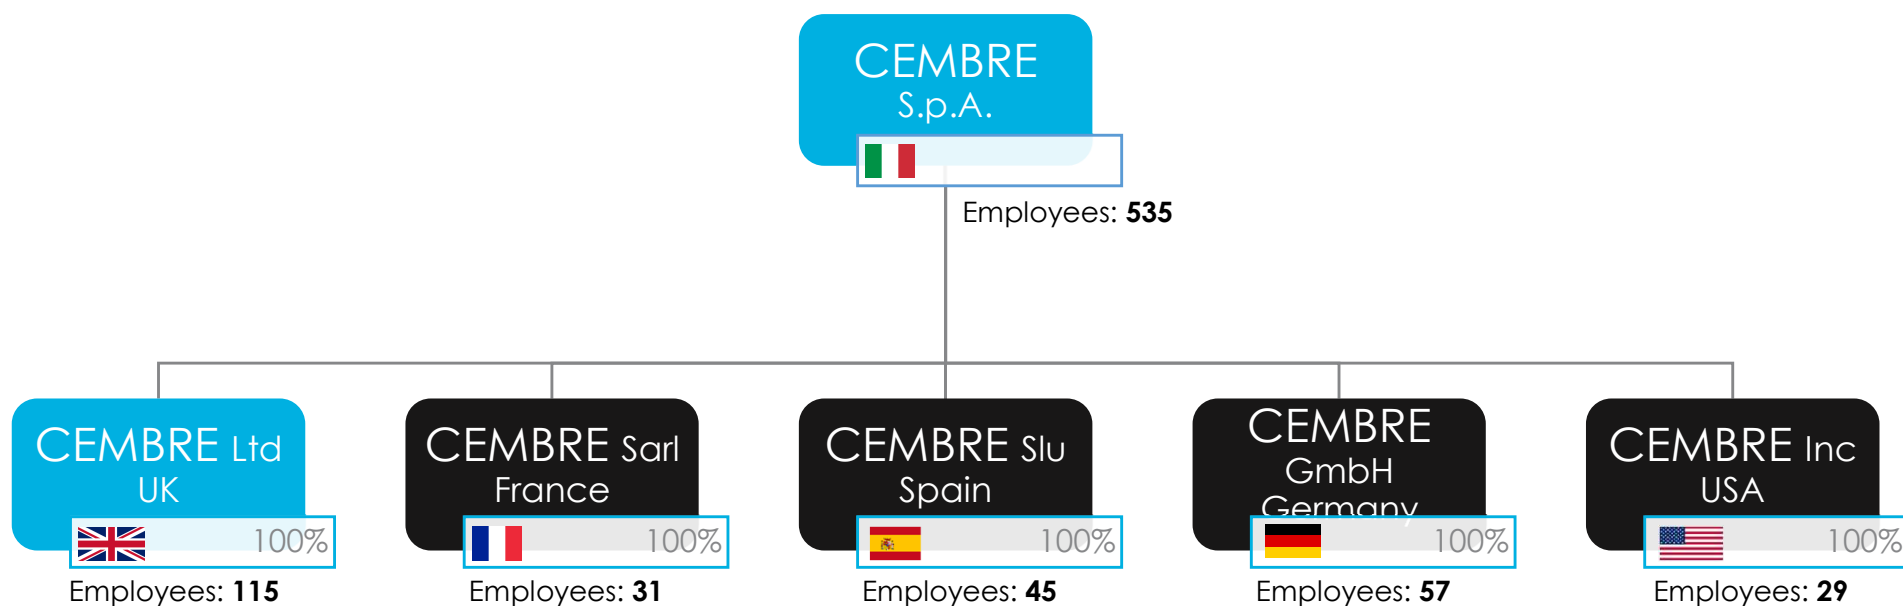 CEMBRE
S.p.A.
Employees: 535
CEMBRE Ltd
UK
100%
Employees: 115
CEMBRE Sarl
France
100%
Employees: 31
CEMBRE Slu
Spain
100%
Employees: 45
CEMBRE
GmbH
Germany
100%
Employees: 57
CEMBRE Inc
USA
100%
Employees: 29